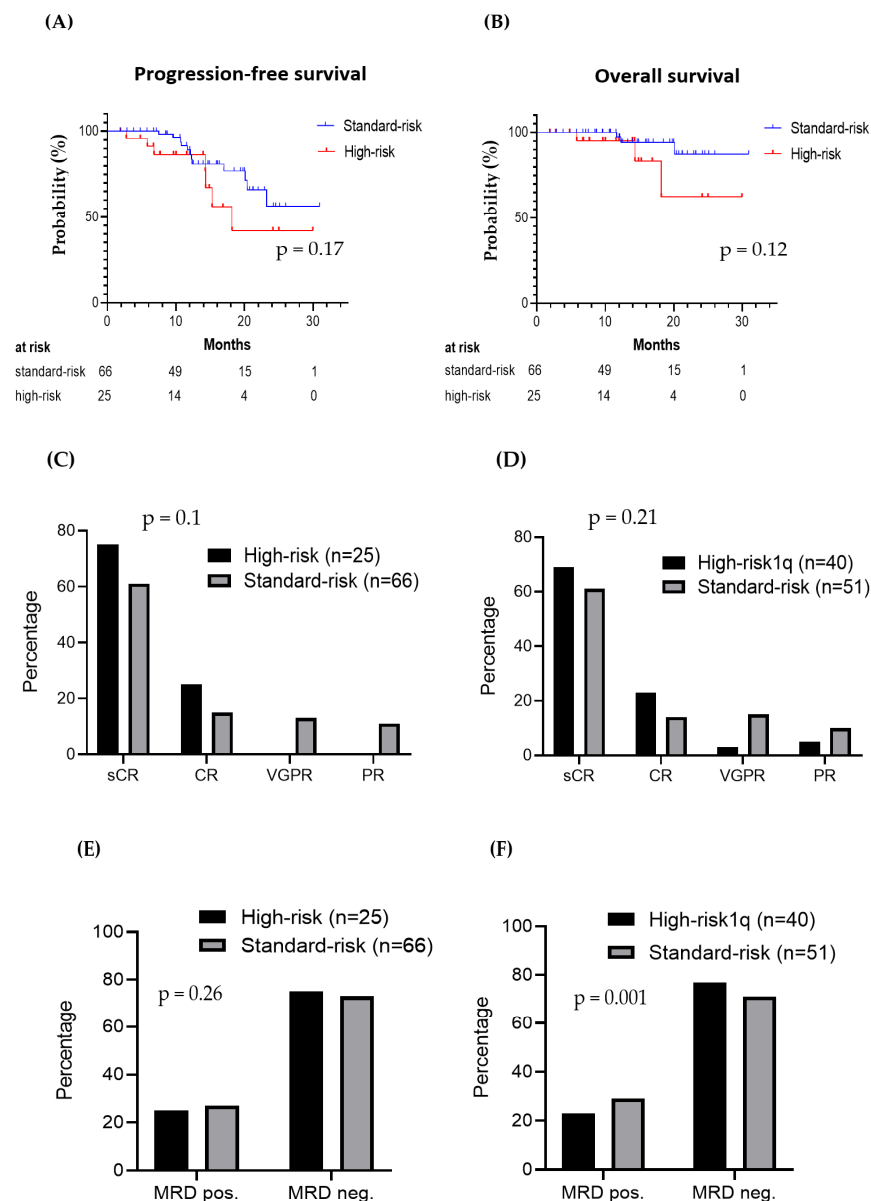 (A)
Progression-free survival
Probability (%)
100
50
0
0 10 20 30
Months
Standard-risk
High-risk
p = 0.17
at risk
standard-risk 66 49 15 1
high-risk 25 14 4 0
(B)
Overall survival
Probability (%)
100
50
0
0 10 20 30
Months
Standard-risk
High-risk
p = 0.12
at risk
standard-risk 66 49 15 1
high-risk 25 14 4 0
(C)
p = 0.1
High-risk (n=25)
Standard-risk (n=66)
Percentage
80
60
40
20
0
sCR CR VGPR PR
(D)
p = 0.21
High-risk1q (n=40)
Standard-risk (n=51)
Percentage
80
60
40
20
0
sCR CR VGPR PR
(E)
High-risk (n=25)
Standard-risk (n=66)
p = 0.26
Percentage
100
80
60
40
20
0
MRD pos. MRD neg.
(F)
High-risk1q (n=40)
Standard-risk (n=51)
p = 0.001
Percentage
100
80
60
40
20
0
MRD pos. MRD neg.